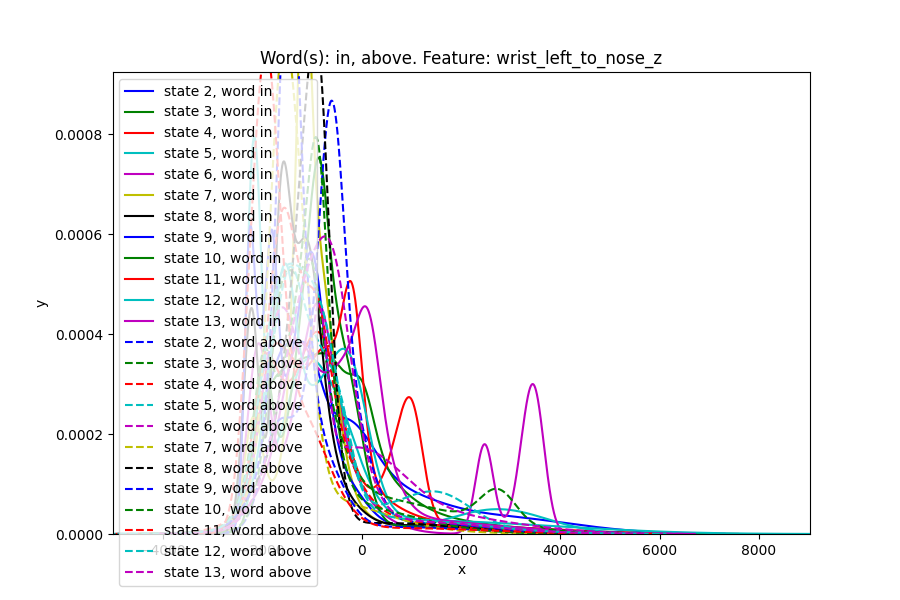 Word(s): in, above. Feature: wrist_left_to_nose_z
y
0.0008
0.0006
0.0004
0.0002
0.0000
state 2, word in
state 3, word in
state 4, word in
state 5, word in
state 6, word in
state 7, word in
state 8, word in
state 9, word in
state 10, word in
state 11, word in
state 12, word in
state 13, word in
state 2, word above
state 3, word above
state 4, word above
state 5, word above
state 6, word above
state 7, word above
state 8, word above
state 9, word above
state 10, word above
state 11, word above
state 12, word above
state 13, word above
0 2000 4000 6000 8000
x